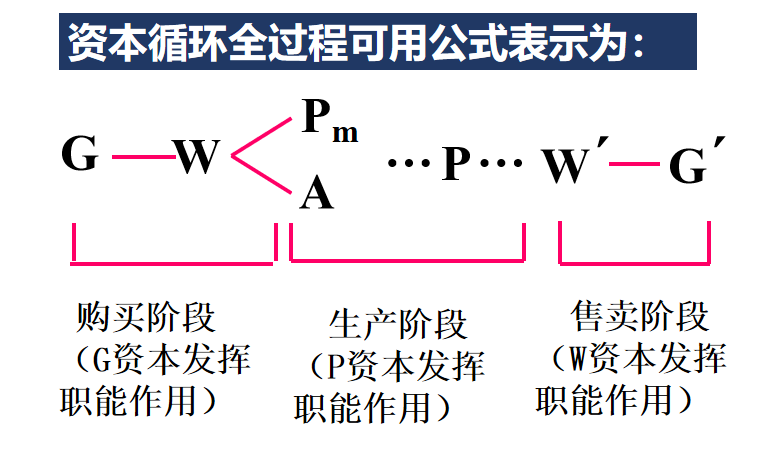 资本循环全过程可用公式表示为：
G — W < Pm A ··· P ··· W′ — G′
购买阶段
（G资本发挥
职能作用）
生产阶段
（P资本发挥
职能作用）
售卖阶段
（W资本发挥
职能作用）